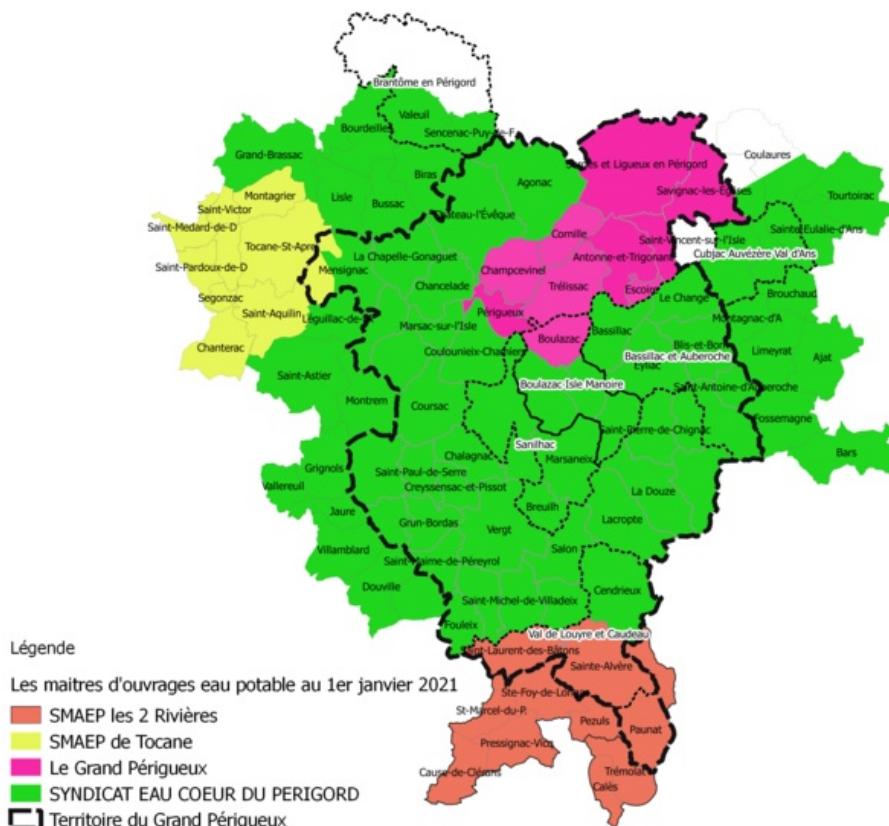 Brantôme en Périgord
Valeuil
Bourdeilles
Sencenac-Puy-de-F.
Coulaures
Grand-Brassac
Sorges et Ligueux en Périgord
Biras
Agonac
Savignac-les-Eglises
Tourtoirac
Montagrier
Lisle
Bussac
Saint-Victor
Château-l'Évêque
Saint-Medard-de-D
Cornille
Saint-Vincent-sur-l'Isle
Sainte-Eulalie-d'Ans
Tocane-St-Apre
La Chapelle-Gonaguet
Antonne-et-Trigonant
Cubjac Auvézère Val d'Ans
Saint-Pardoux-de-D
Mensignac
Champcevinel
Chancelade
Trélissac
Escoire
Brouchaud
Segonzac
Le Change
Saint-Aquilin
Périgueux
Montagnac-d'A
Léguillac-de-
Marsac-sur-l'Isle
Bassillac
Boulazac
Chanterac
Blis-et-Born
Limeyrat
Coulounieix-Chamiers
Bassillac et Auberoche
Ajat
Eyliac
Saint-Astier
Boulazac Isle Manoire
Saint-Antoine-d'Auberoche
Montrem
Coursac
Fossemagne
Saint-Pierre-de-Chignac
Sanilhac
Bars
Chalagnac
Marsaneix
Grignols
Saint-Paul-de-Serre
Vallereuil
Creyssensac-et-Pissot
La Douze
Breuilh
Jaure
Grun-Bordas
Vergt
Lacropte
Villamblard
Salon
Saint-Maime-de-Péreyrol
Douville
Cendrieux
Saint-Michel-de-Villadeix
Fouleix
Val de Louyre et Caudeau
Légende
Saint-Laurent-des-Bâtons
Sainte-Alvère
Les maitres d'ouvrages eau potable au 1er janvier 2021
Ste-Foy-de-Longas
SMAEP les 2 Rivières
St-Marcel-du-P.
Pezuls
Paunat
SMAEP de Tocane
Pressignac-Vicq
Le Grand Périgueux
Cause-de-Clérans
Trémolat
Calès
SYNDICAT EAU COEUR DU PERIGORD
Territoire du Grand Périgueux